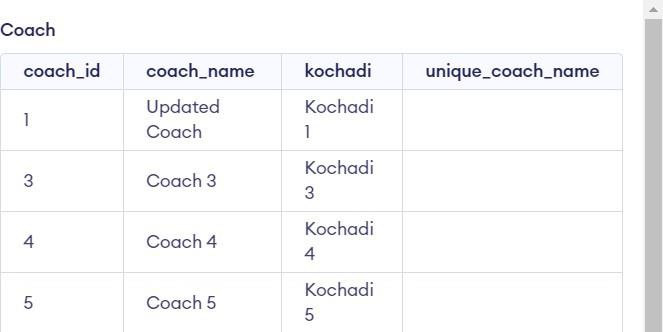 Coach
coach_id coach_name kochadi unique_coach_name
1 Updated Coach Kochadi 1
3 Coach 3 Kochadi 3
4 Coach 4 Kochadi 4
5 Coach 5 Kochadi 5